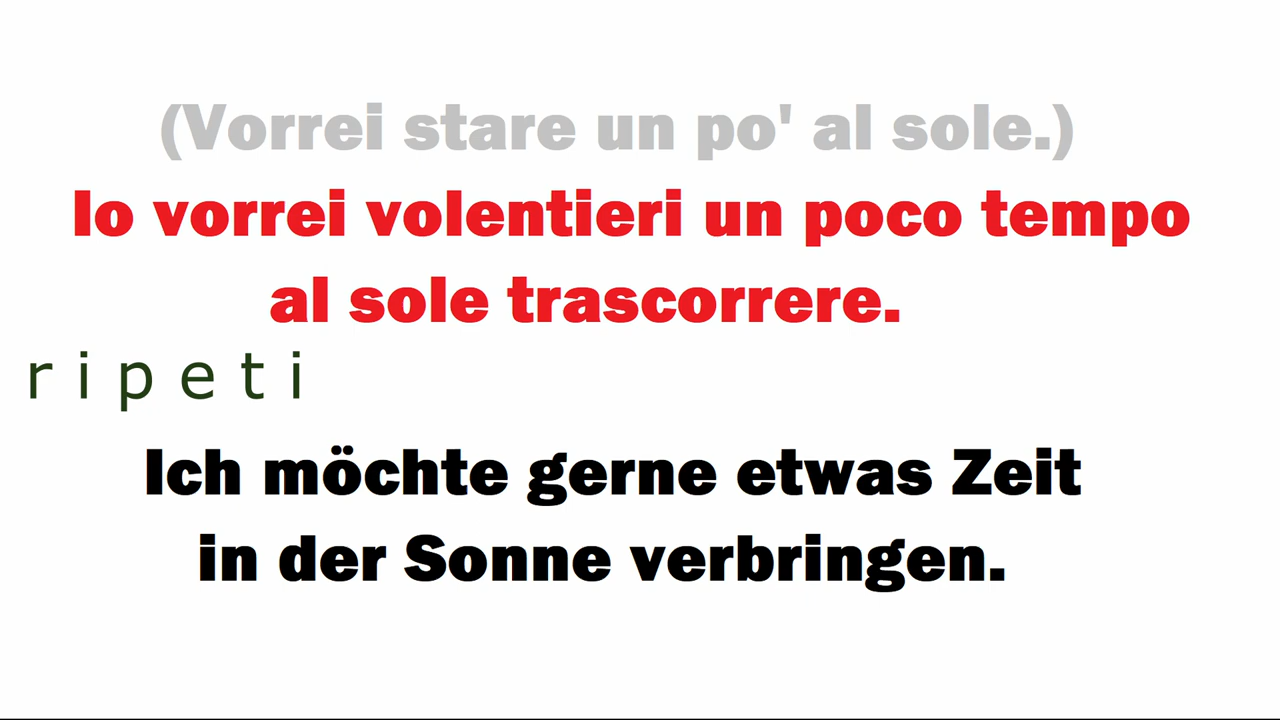 (Vorrei stare un po' al sole.)
Io vorrei volentieri un poco tempo
al sole trascorrere.
r i p e t i
Ich möchte gerne etwas Zeit
in der Sonne verbringen.